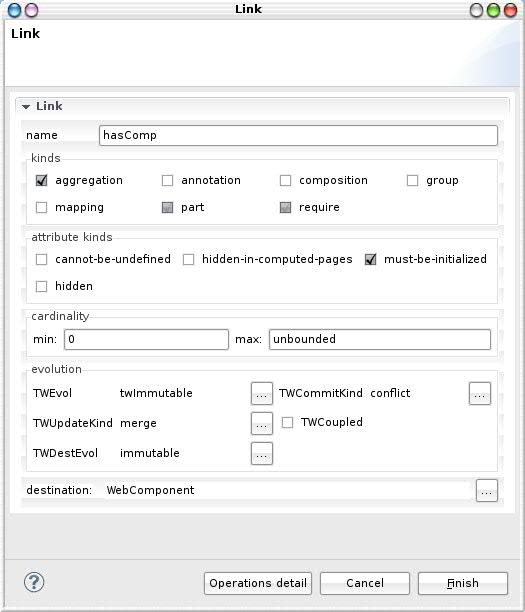 Link
Link
Link
name hasComp
kinds
aggregation annotation composition group
mapping part require
attribute kinds
cannot-be-undefined hidden-in-computed-pages must-be-initialized
hidden
cardinality
min: 0 max: unbounded
evolution
TWEvol twImmutable ... TWCommitKind conflict ...
TWUpdateKind merge ... TWCoupled
TWDestEvol immutable ...
destination: WebComponent ...
? Operations detail Cancel Finish